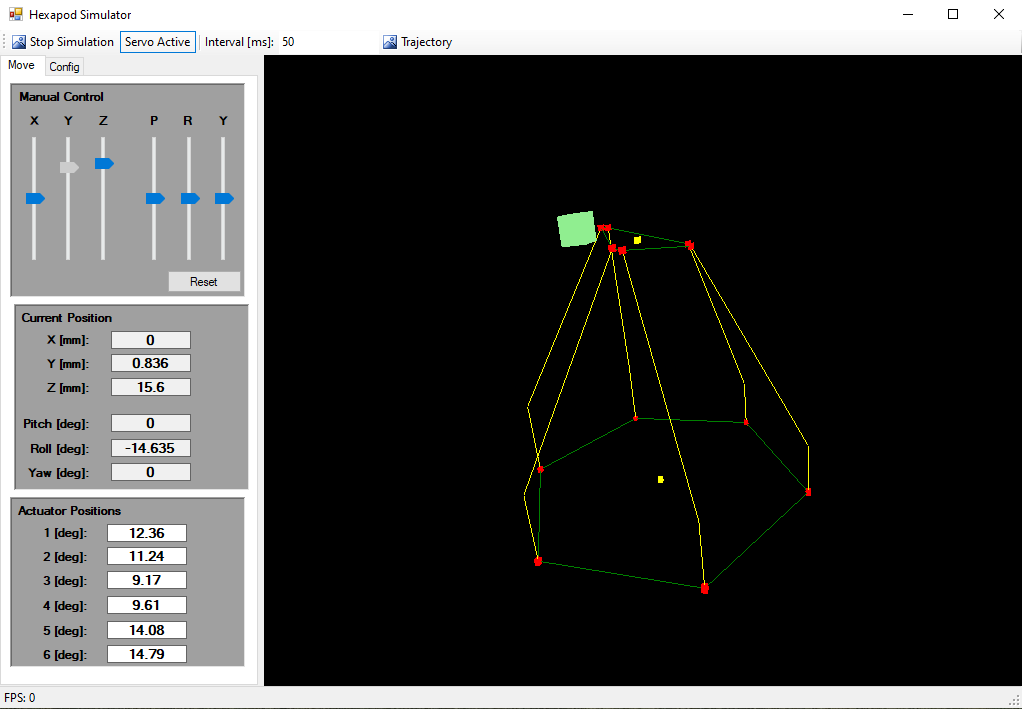 Hexapod Simulator
Stop Simulation Servo Active Interval [ms]: 50 Trajectory
Move Config
Manual Control
X Y Z P R Y
Reset
Current Position
X [mm]: 0
Y [mm]: 0.836
Z [mm]: 15.6
Pitch [deg]: 0
Roll [deg]: -14.635
Yaw [deg]: 0
Actuator Positions
1 [deg]: 12.36
2 [deg]: 11.24
3 [deg]: 9.17
4 [deg]: 9.61
5 [deg]: 14.08
6 [deg]: 14.79
FPS: 0